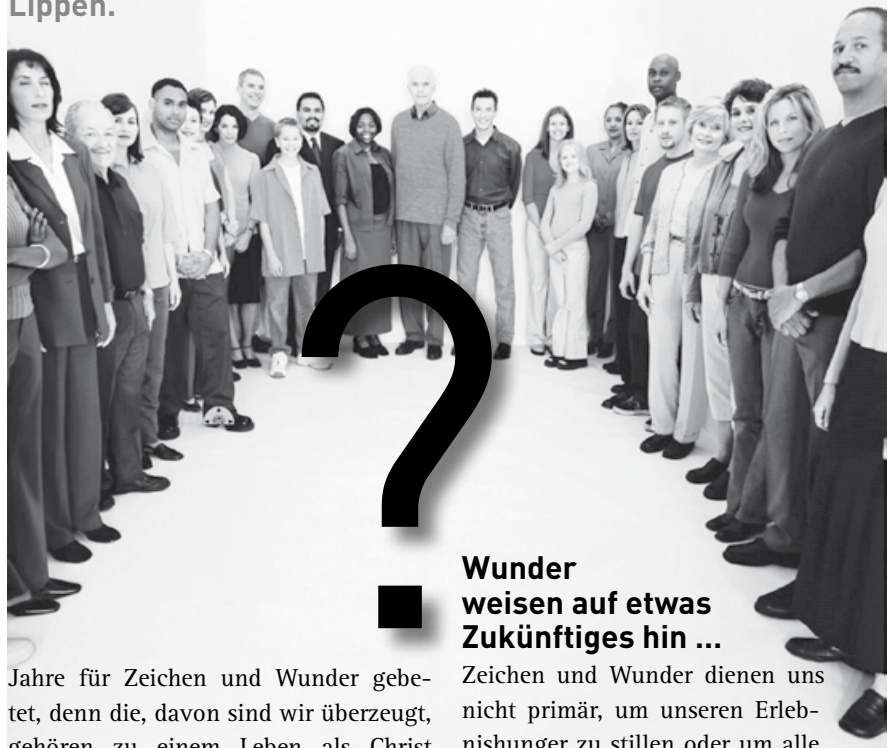 Lippen.
?
Jahre für Zeichen und Wunder gebe-
tet, denn die, davon sind wir überzeugt,
gehören zu einem Leben als Christ
Wunder
weisen auf etwas
Zukünftiges hin ...
Zeichen und Wunder dienen uns
nicht primär, um unseren Erleb-
nishunger zu stillen oder um alle